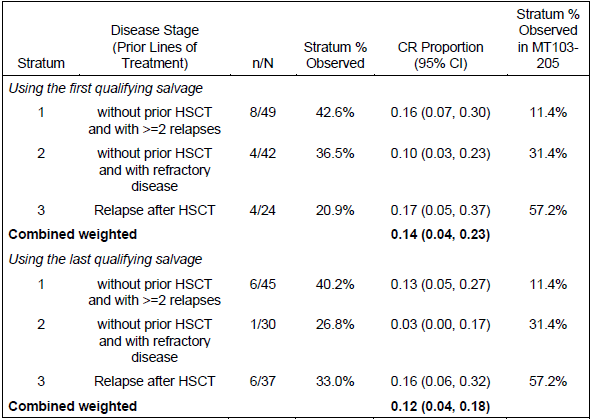 Stratum Disease Stage (Prior Lines of Treatment) n/N Stratum % Observed CR Proportion (95% CI) Stratum % Observed in MT103-205
Using the first qualifying salvage
1 without prior HSCT and with >=2 relapses 8/49 42.6% 0.16 (0.07, 0.30) 11.4%
2 without prior HSCT and with refractory disease 4/42 36.5% 0.10 (0.03, 0.23) 31.4%
3 Relapse after HSCT 4/24 20.9% 0.17 (0.05, 0.37) 57.2%
Combined weighted 0.14 (0.04, 0.23)
Using the last qualifying salvage
1 without prior HSCT and with >=2 relapses 6/45 40.2% 0.13 (0.05, 0.27) 11.4%
2 without prior HSCT and with refractory disease 1/30 26.8% 0.03 (0.00, 0.17) 31.4%
3 Relapse after HSCT 6/37 33.0% 0.16 (0.06, 0.32) 57.2%
Combined weighted 0.12 (0.04, 0.18)